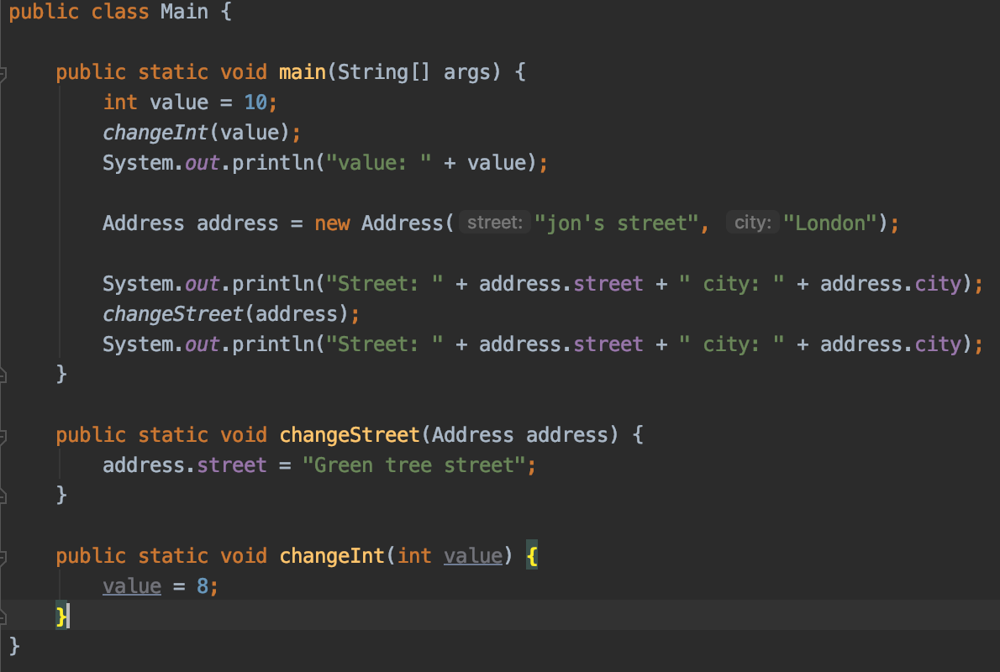 public class Main {
public static void main(String[] args) {
int value = 10;
changeInt(value);
System.out.println("value: " + value);
Address address = new Address( street: "jon's street", city: "London");
System.out.println("Street: " + address.street + " city: " + address.city);
changeStreet(address);
System.out.println("Street: " + address.street + " city: " + address.city);
}
public static void changeStreet(Address address) {
address.street = "Green tree street";
}
public static void changeInt(int value) {
value = 8;
}
}